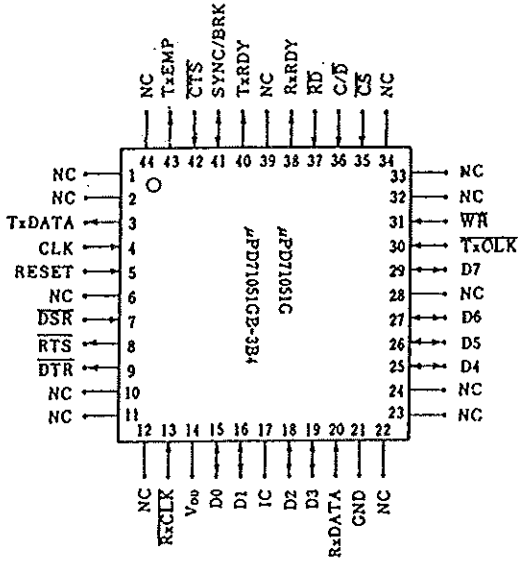 NC
TxEMP
CTS
SYNC/BRK
TxRDY
NC
RxRDY
RD
C/D
CS
NC
44 43 42 41 40 39 38 37 36 35 34
NC 1
NC 2
TxDATA 3
CLK 4
RESET 5
NC 6
DSR 7
RTS 8
DTR 9
NC 10
NC 11
μPD71051G
μPD71051GB-3B4
33 NC
32 NC
31 WR
30 TxCLK
29 D7
28 NC
27 D6
26 D5
25 D4
24 NC
23 NC
12 13 14 15 16 17 18 19 20 21 22
NC
RxCLK
VDD
D0
D1
IC
D2
D3
RxDATA
GND
NC